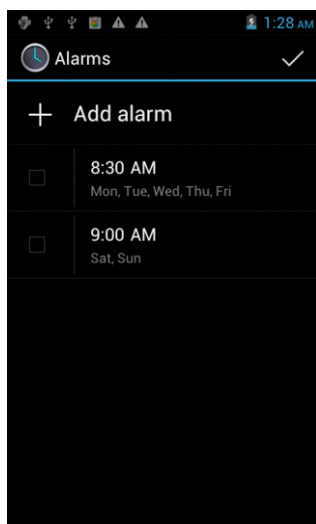 1:28 AM
Alarms
Add alarm
8:30 AM
Mon, Tue, Wed, Thu, Fri
9:00 AM
Sat, Sun